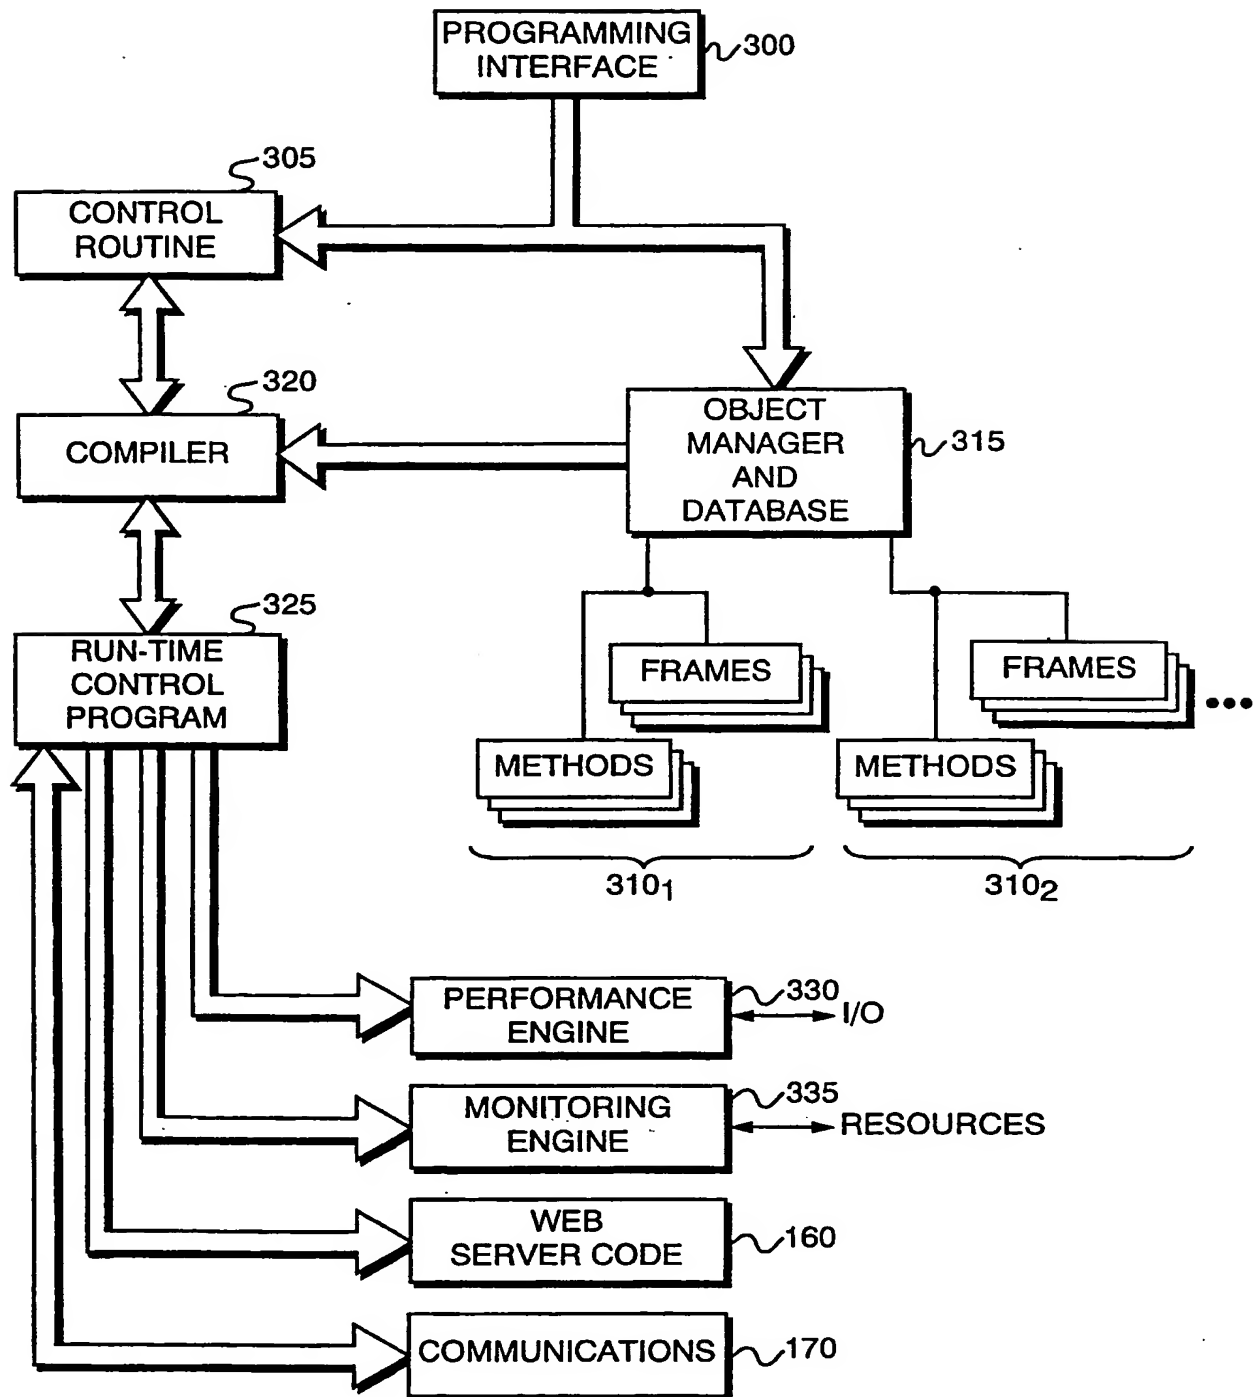 PROGRAMMING
INTERFACE
300
305
CONTROL
ROUTINE
320
COMPILER
OBJECT
MANAGER
AND
DATABASE
315
325
RUN-TIME
CONTROL
PROGRAM
FRAMES
METHODS
FRAMES
METHODS
•••
310₁
310₂
PERFORMANCE
ENGINE
330
I/O
MONITORING
ENGINE
335
RESOURCES
WEB
SERVER CODE
160
COMMUNICATIONS
170